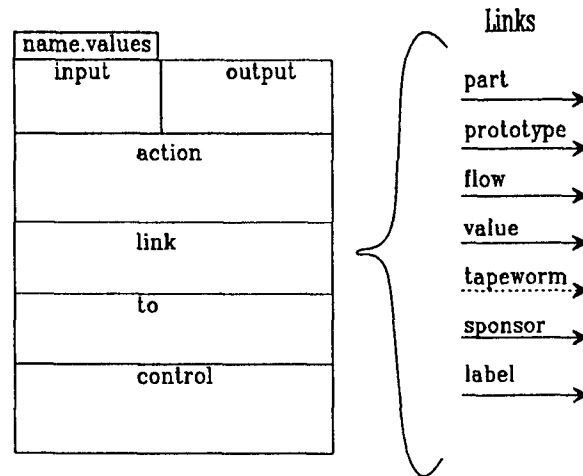 name.values
input output
action
link
to
control
Links
part
prototype
flow
value
tapeworm
sponsor
label